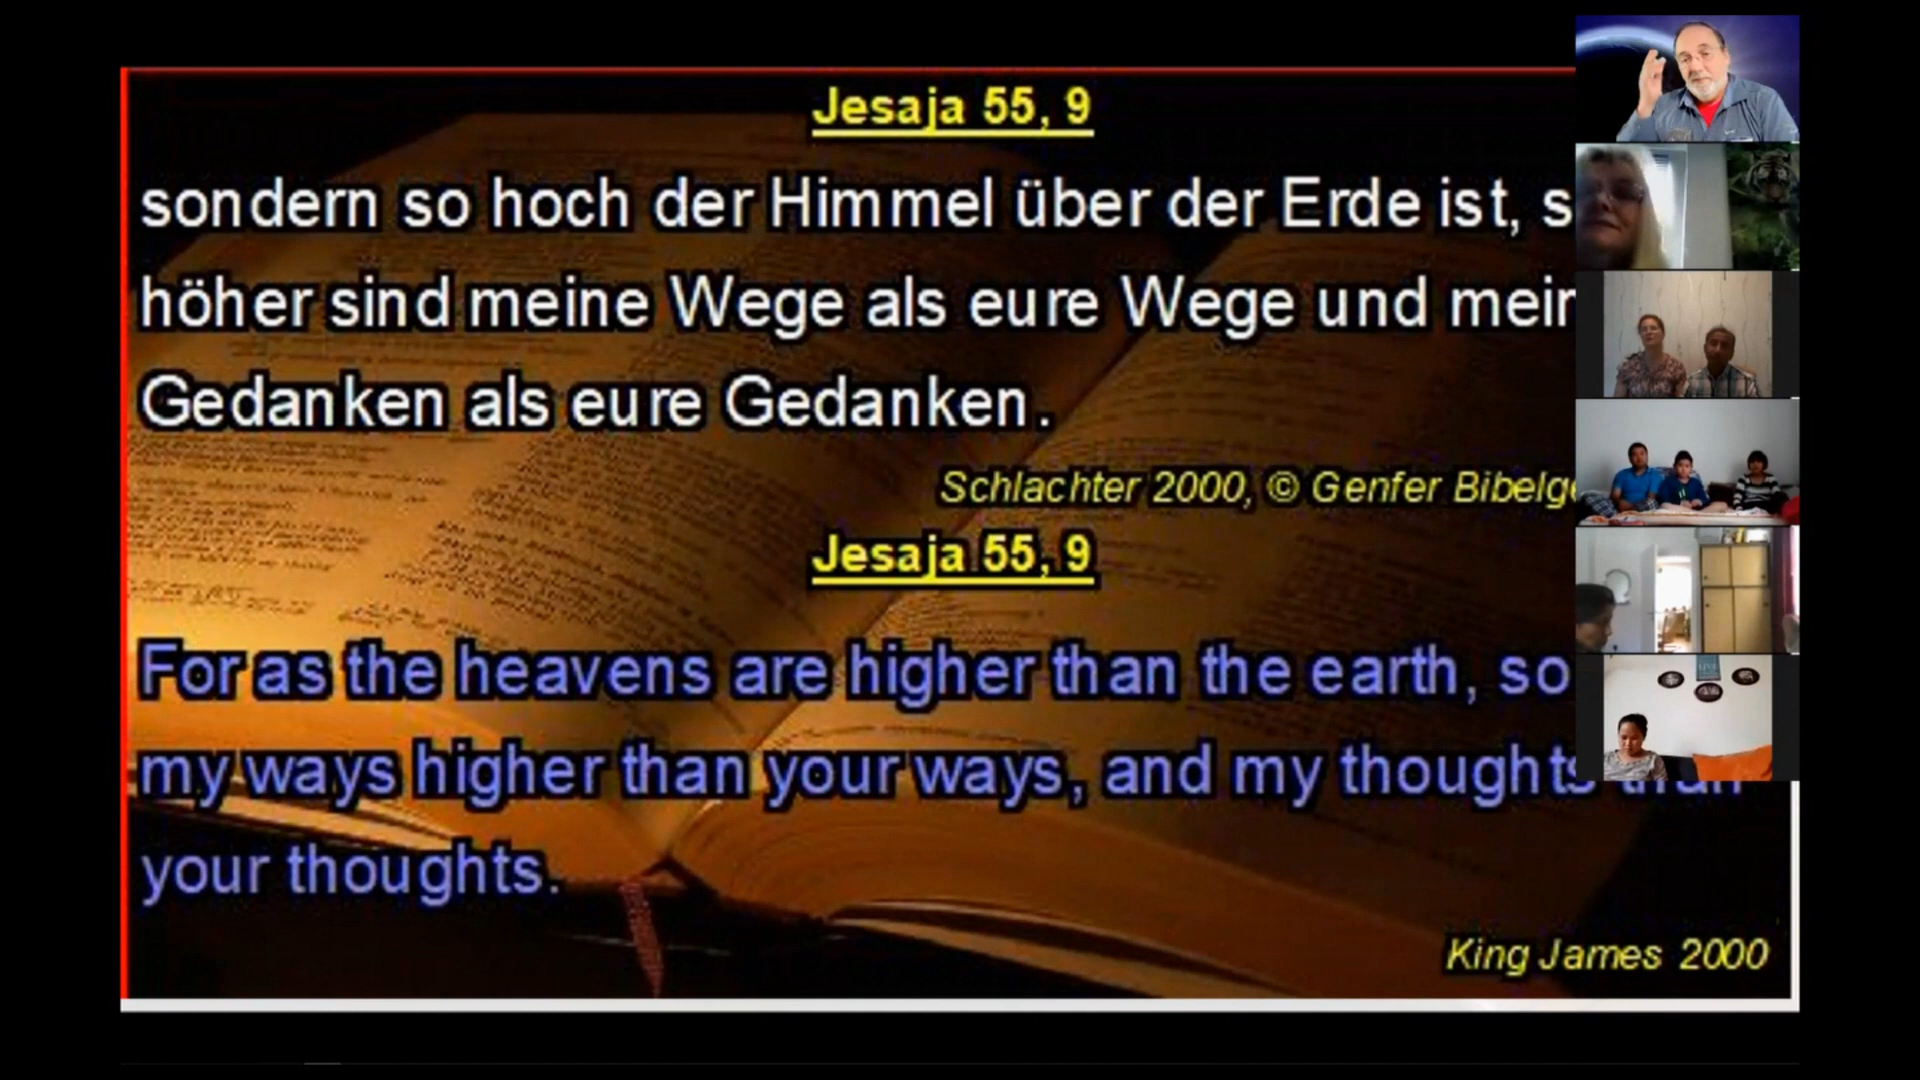 Jesaja 55, 9
sondern so hoch der Himmel über der Erde ist,
höher sind meine Wege als eure Wege und
Gedanken als eure Gedanken.
Schlachter 2000, © Genfer
Jesaja 55, 9
For as the heavens are higher than the earth, so
my ways higher than your ways, and my thoughts than
your thoughts.
King James 2000